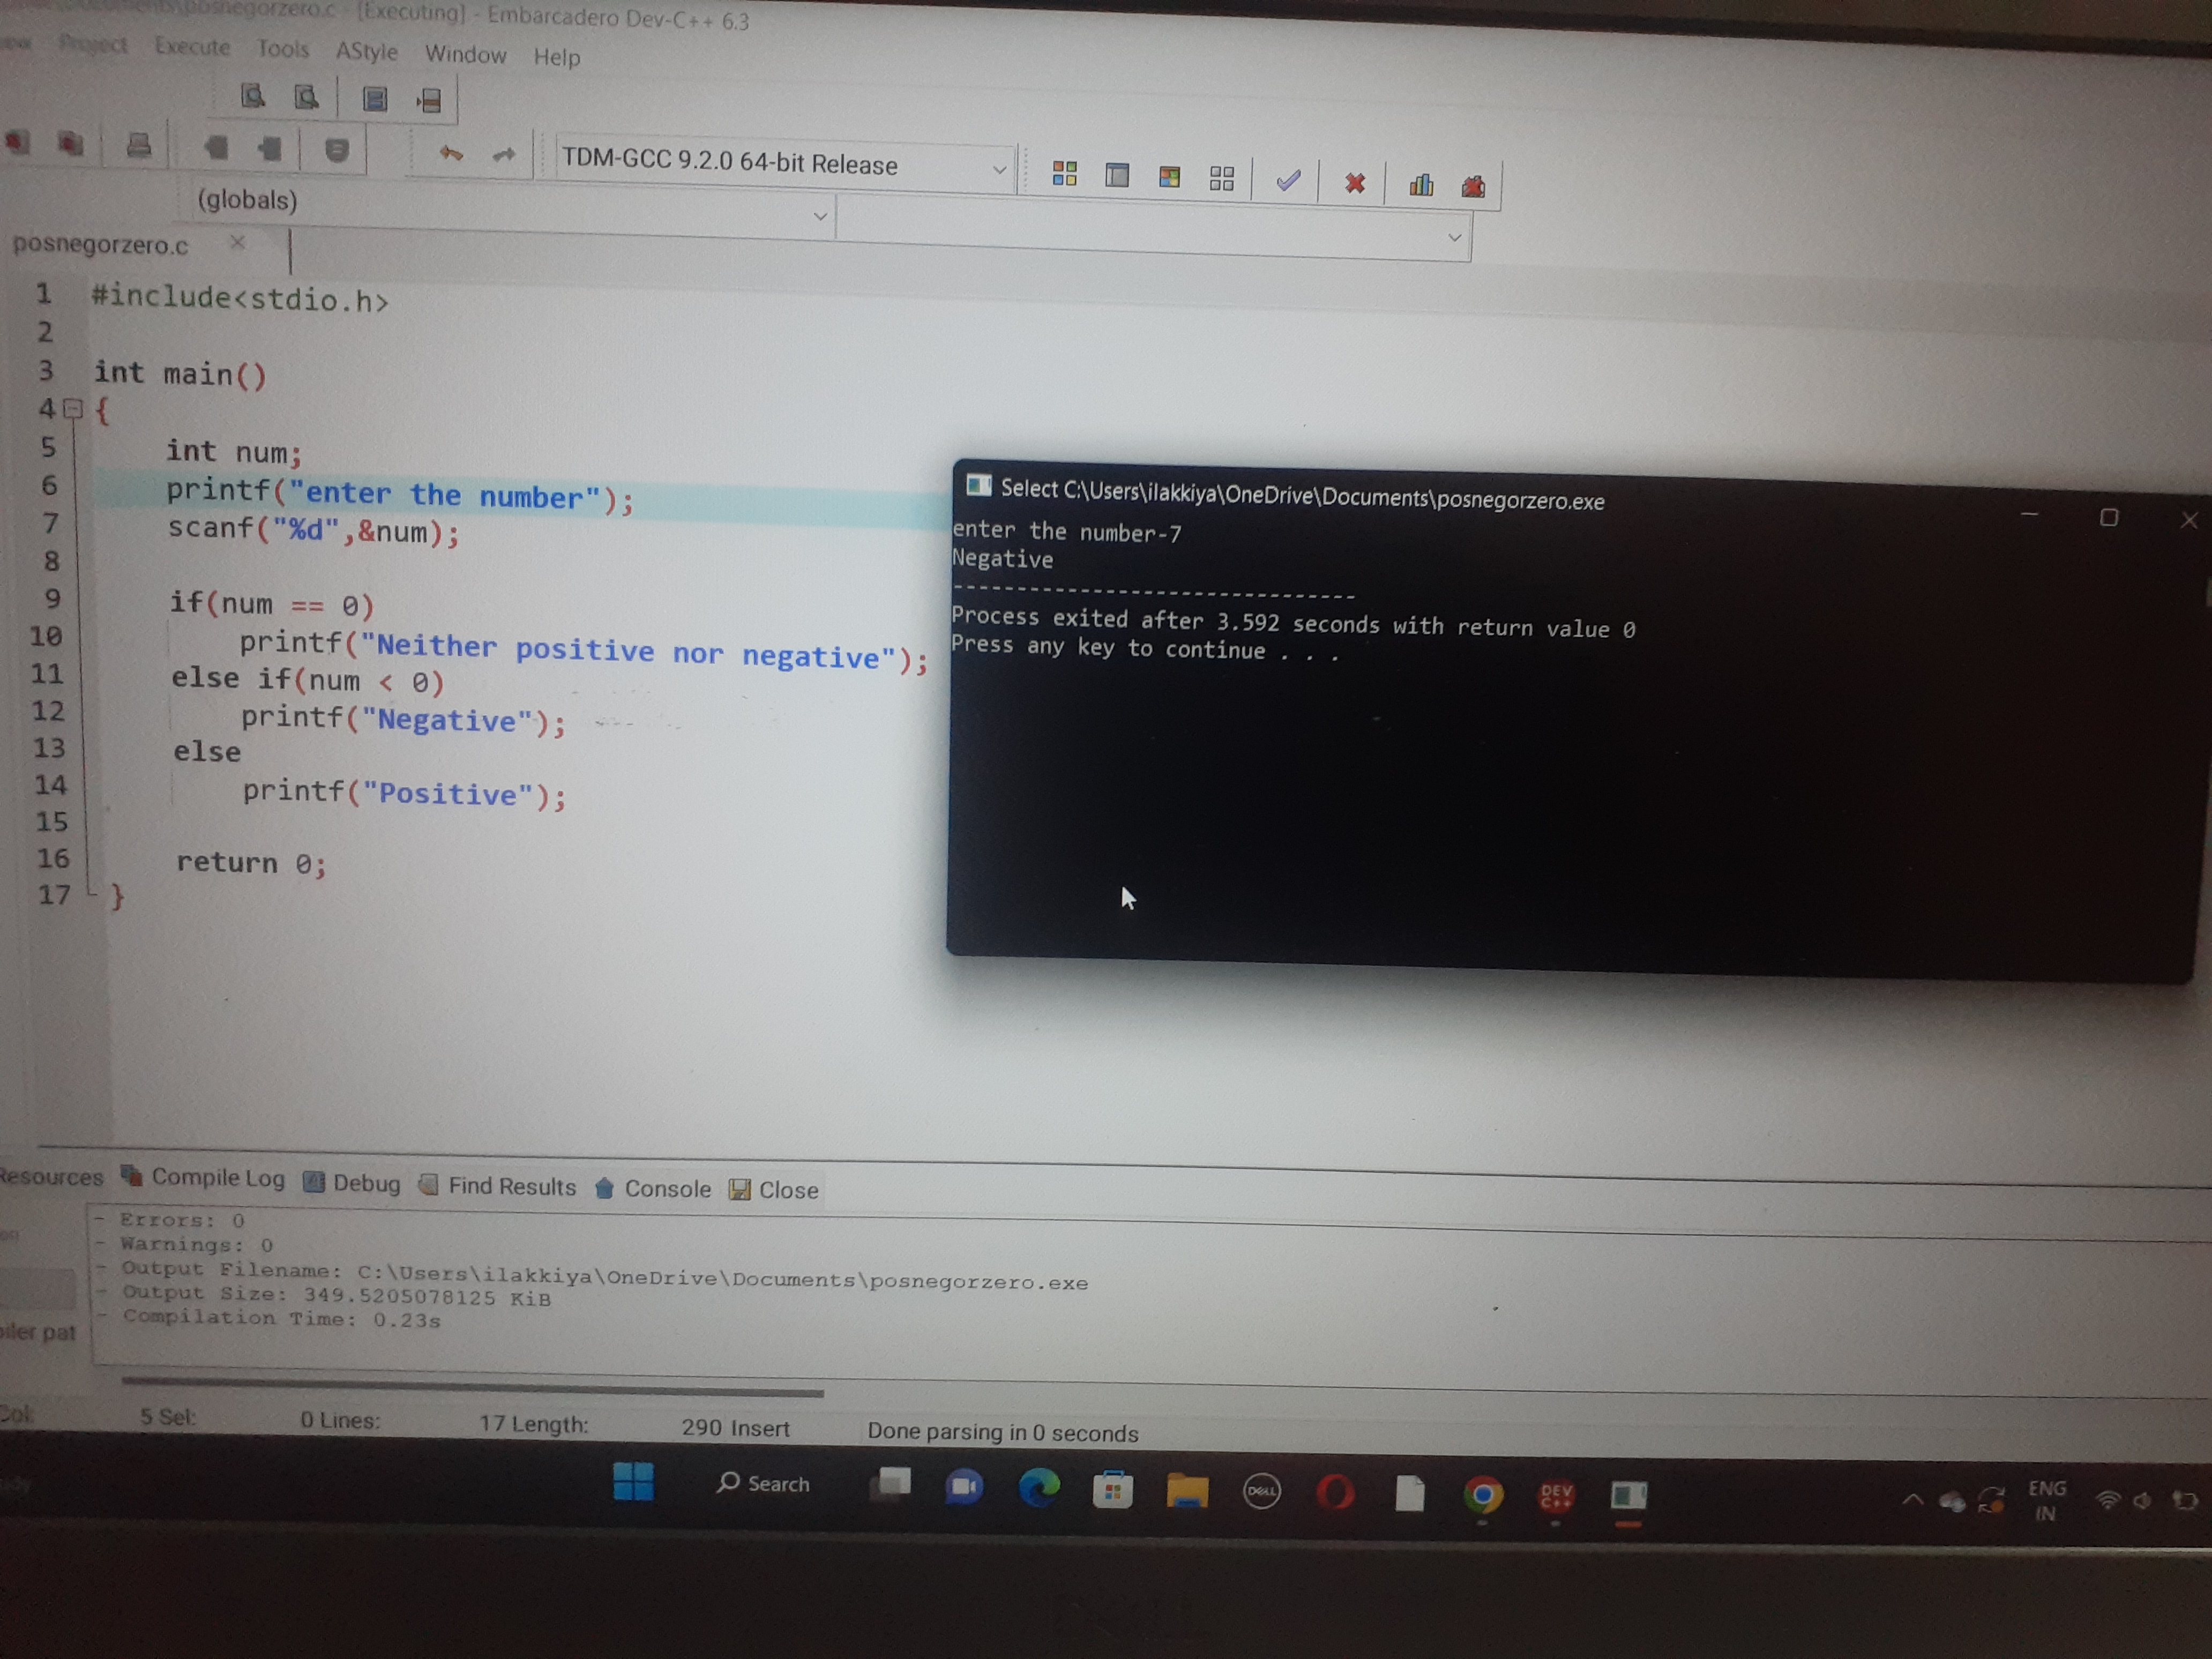 \posnegorzero.c - [Executing] - Embarcadero Dev-C++ 6.3
Project Execute Tools AStyle Window Help
TDM-GCC 9.2.0 64-bit Release
(globals)
posnegorzero.c
1 #include<stdio.h>
2
3 int main()
4 {
5 int num;
6 printf("enter the number");
7 scanf("%d",&num);
8
9 if(num == 0)
10 printf("Neither positive nor negative");
11 else if(num < 0)
12 printf("Negative");
13 else
14 printf("Positive");
15
16 return 0;
17 }
Select C:\Users\ilakkiya\OneDrive\Documents\posnegorzero.exe
enter the number-7
Negative
--------------------------------
Process exited after 3.592 seconds with return value 0
Press any key to continue . . .
Resources Compile Log Debug Find Results Console Close
- Errors: 0
- Warnings: 0
- Output Filename: C:\Users\ilakkiya\OneDrive\Documents\posnegorzero.exe
- Output Size: 349.5205078125 KiB
- Compilation Time: 0.23s
Col: 5 Sel: 0 Lines: 17 Length: 290 Insert Done parsing in 0 seconds
Search
DELL
DEV
C++
ENG
IN